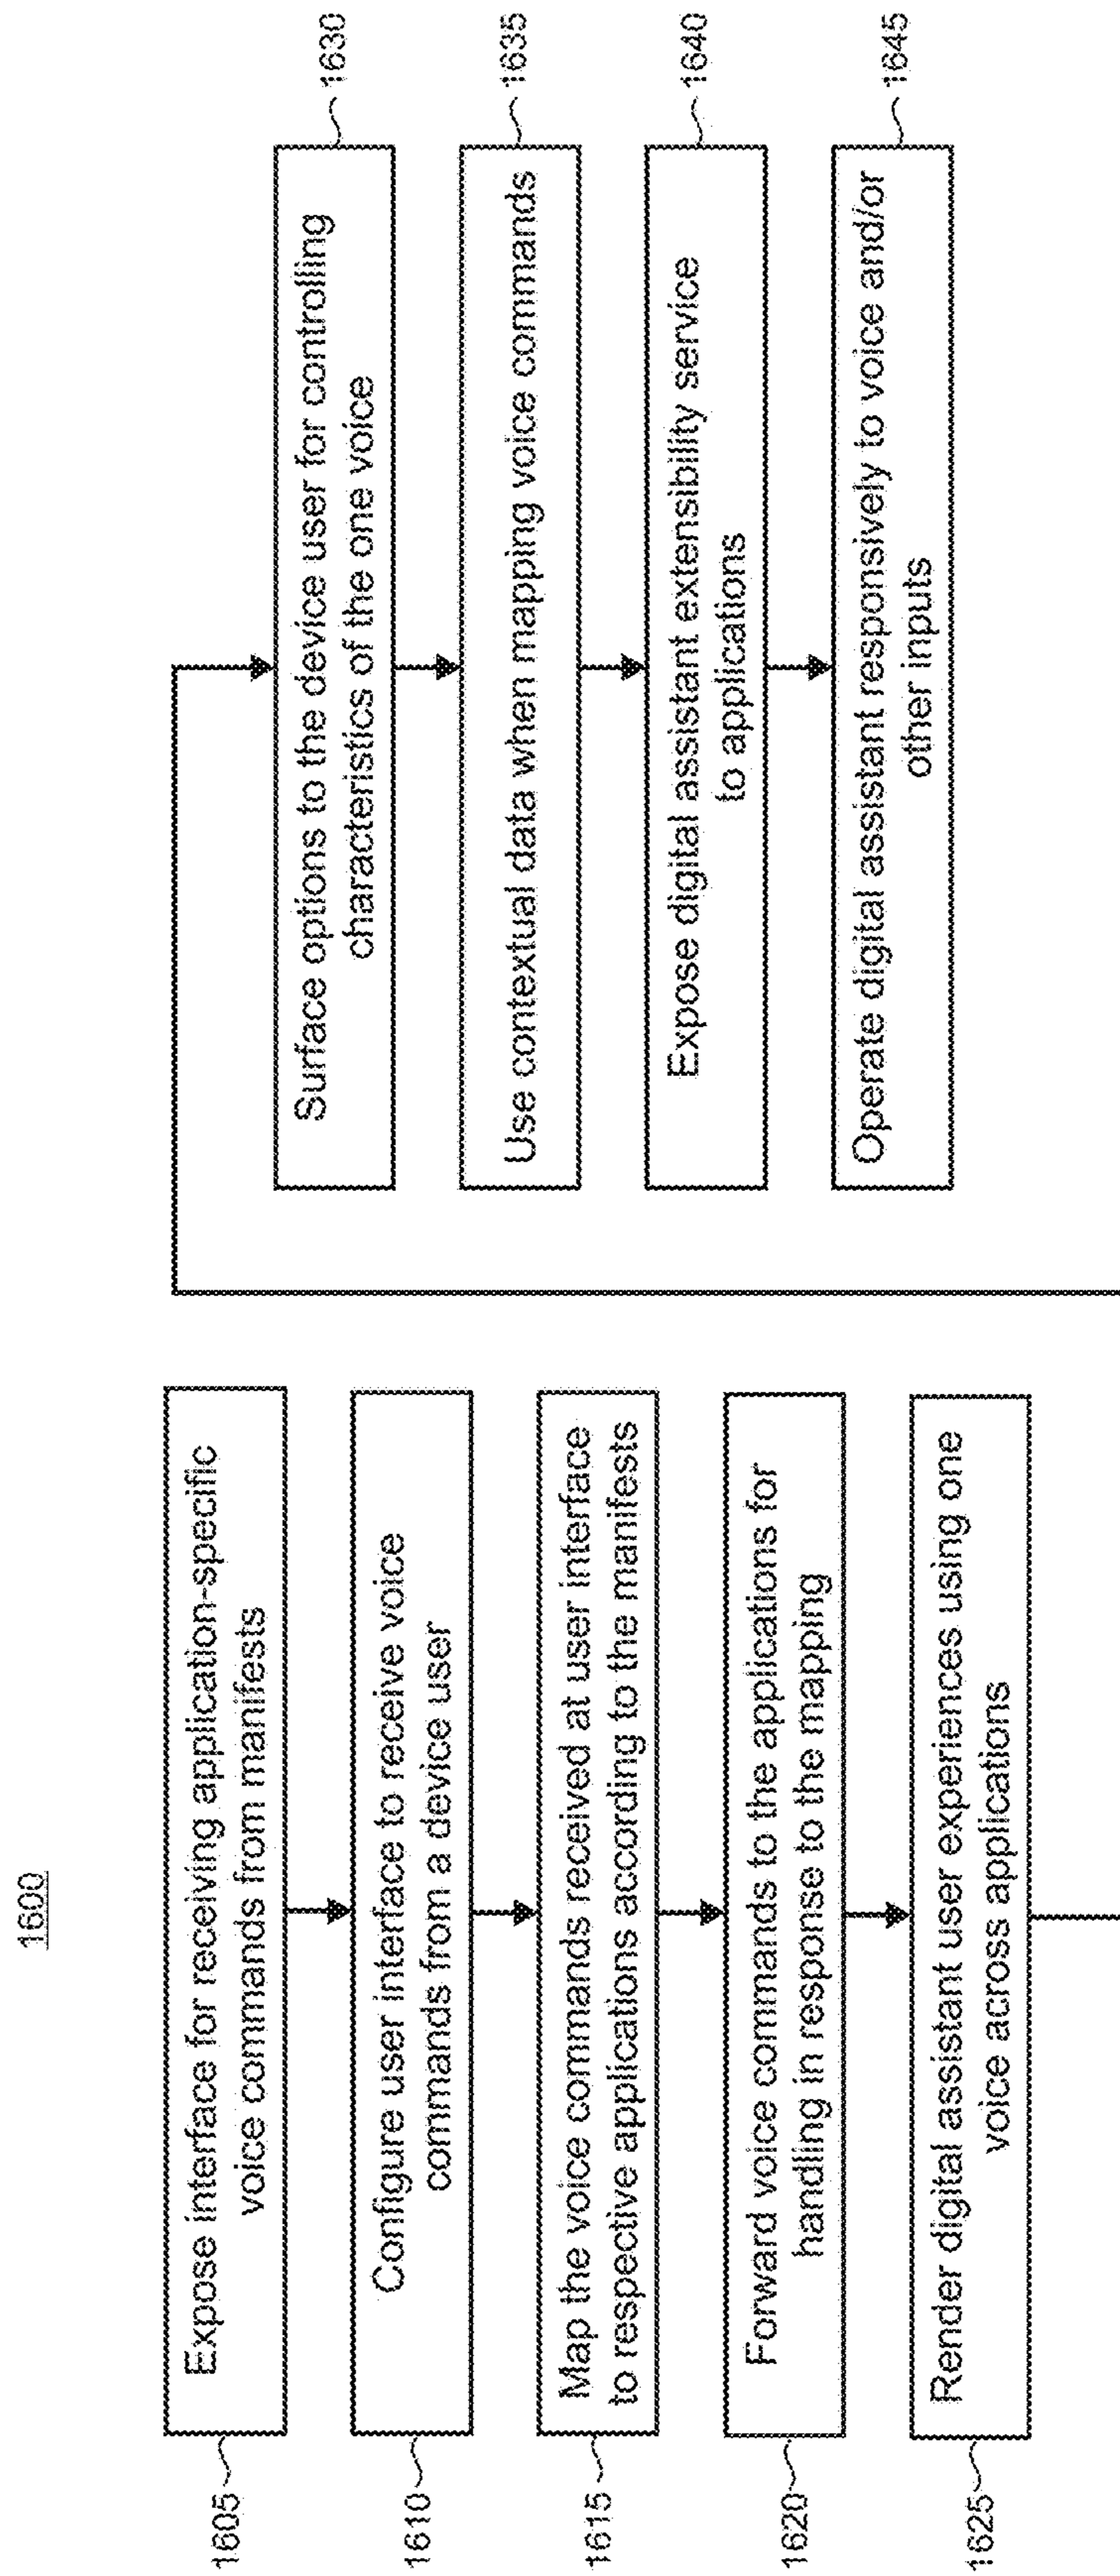 1600
1605
Expose interface for receiving application-specific
voice commands from manifests
1610
Configure user interface to receive voice
commands from a device user
1615
Map the voice commands received at user interface
to respective applications according to the manifests
1620
Forward voice commands to the applications for
handling in response to the mapping
1625
Render digital assistant user experiences using one
voice across applications
Surface options to the device user for controlling
characteristics of the one voice
1630
Use contextual data when mapping voice commands
1635
Expose digital assistant extensibility service
to applications
1640
Operate digital assistant responsively to voice and/or
other inputs
1645